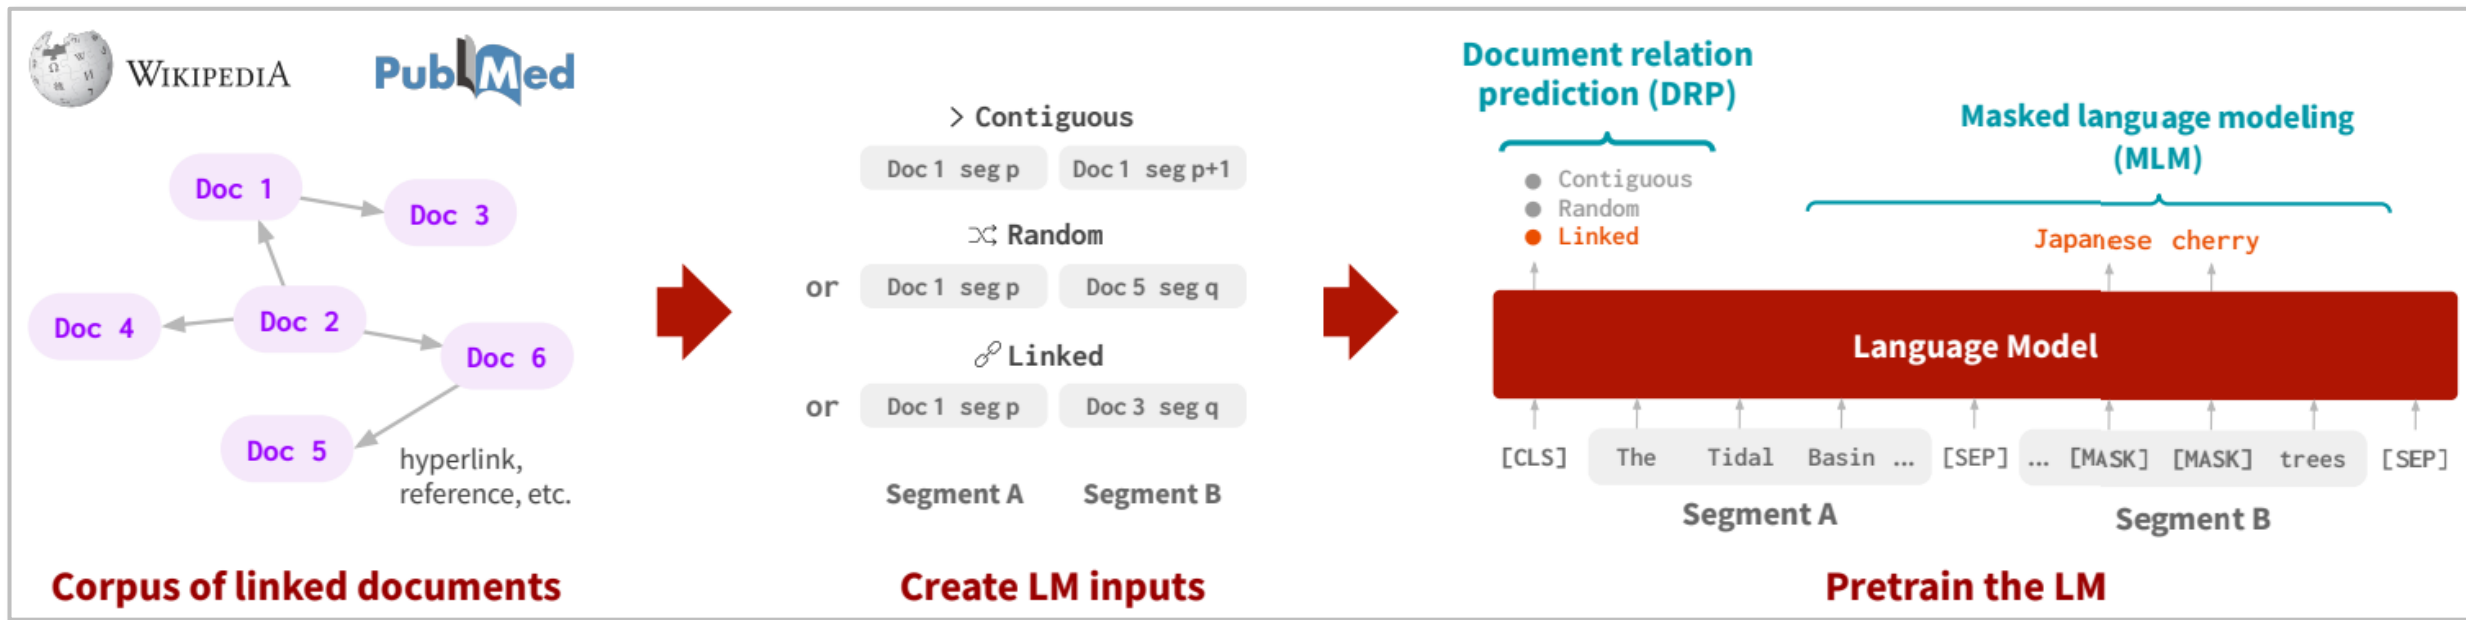 WIKIPEDIA
PubMed
Doc 1
Doc 3
Doc 4
Doc 2
Doc 6
Doc 5
hyperlink,
reference, etc.
Corpus of linked documents
> Contiguous
Doc 1 seg p Doc 1 seg p+1
Random
or Doc 1 seg p Doc 5 seg q
Linked
or Doc 1 seg p Doc 3 seg q
Segment A Segment B
Create LM inputs
Document relation
prediction (DRP)
Contiguous
Random
Linked
Masked language modeling
(MLM)
Japanese cherry
Language Model
[CLS] The Tidal Basin ... [SEP] ... [MASK] [MASK] trees [SEP]
Segment A Segment B
Pretrain the LM